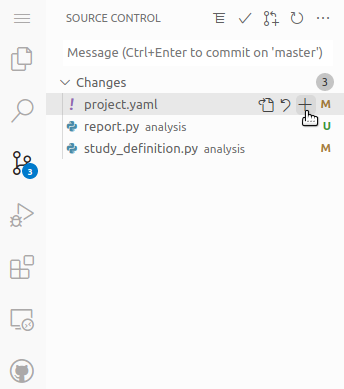 SOURCE CONTROL
Message (Ctrl+Enter to commit on 'master')
Changes 3
! project.yaml M
report.py analysis U
3
study_definition.py analysis M